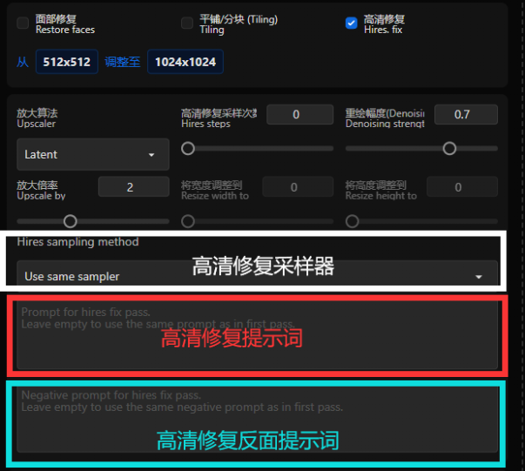 面部修复
Restore faces
平铺/分块 (Tiling)
Tiling
高清修复
Hires. fix
从 512x512 调整至 1024x1024
放大算法
Upscaler
Latent
高清修复采样次数
Hires steps
0
重绘幅度(Denoisi
Denoising strengt
0.7
放大倍率
Upscale by
2
将宽度调整到
Resize width to
0
将高度调整到
Resize height to
0
Hires sampling method
Use same sampler
高清修复采样器
Prompt for hires fix pass.
Leave empty to use the same prompt as in first pass.
高清修复提示词
Negative prompt for hires fix pass.
Leave empty to use the same negative prompt as in first pass.
高清修复反面提示词